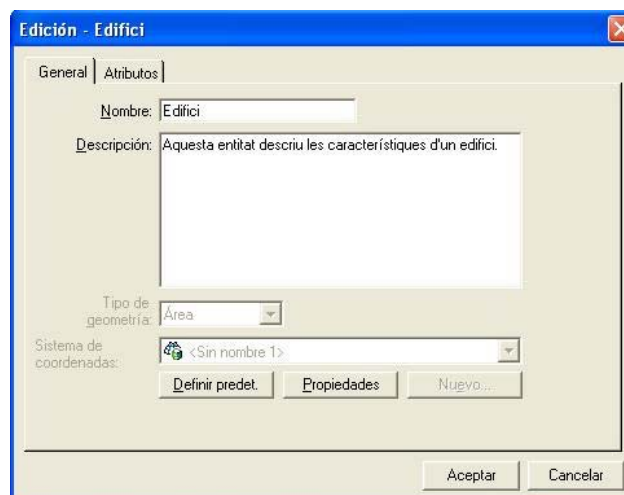 Edición - Edifici
General Atributos
Nombre: Edifici
Descripción: Aquesta entitat descriu les característiques d'un edifici.
Tipo de
geometría: Área
Sistema de
coordenadas: <Sin nombre 1>
Definir predet. Propiedades Nuevo...
Aceptar Cancelar